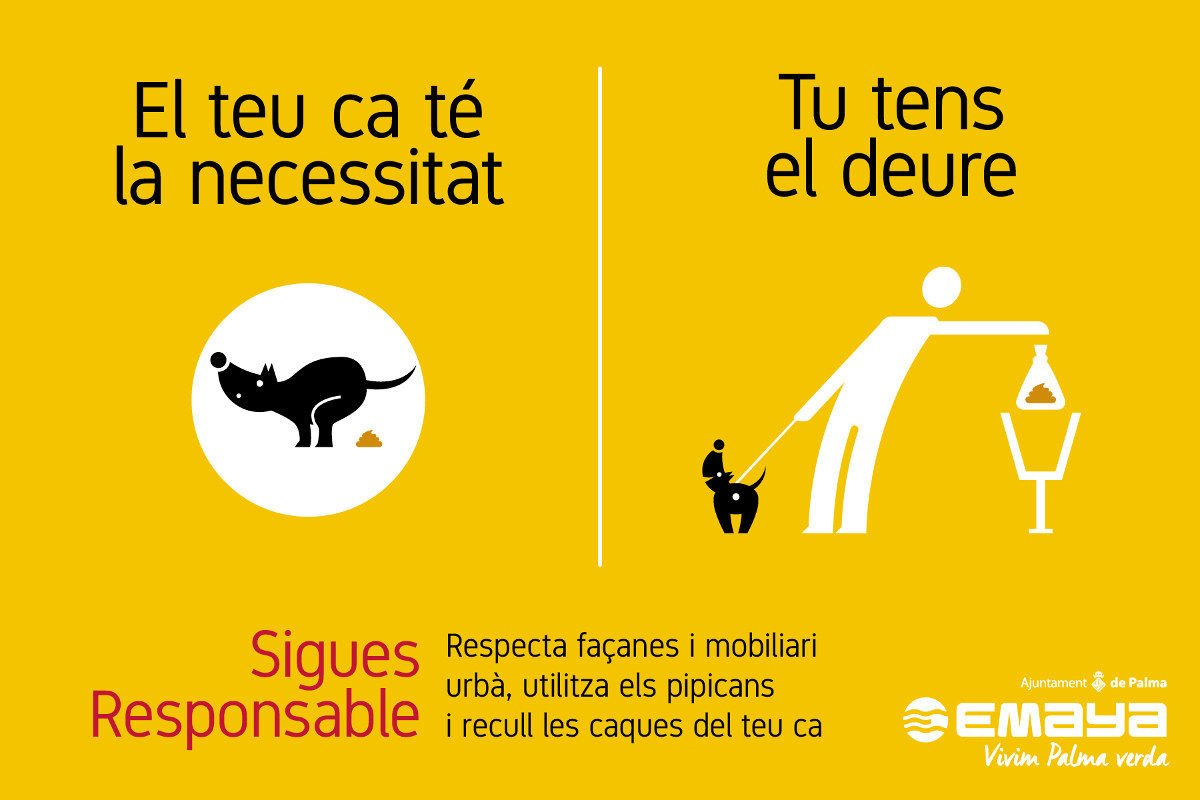 El teu ca té
la necessitat
Tu tens
el deure
Sigues
Responsable
Respecta façanes i mobiliari
urbà, utilitza els pipicans
i recull les caques del teu ca
Ajuntament de Palma
EMAYA
Vivim Palma verda